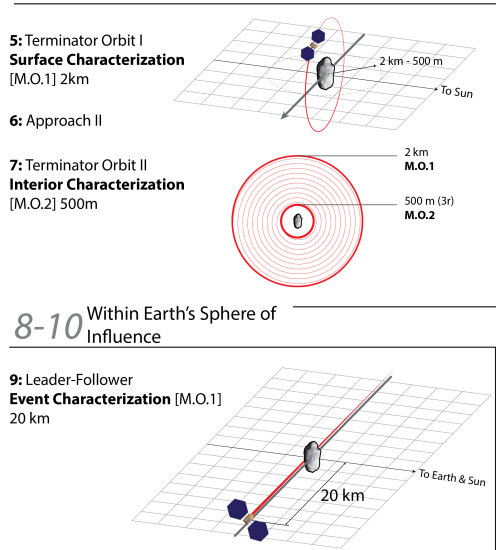 5: Terminator Orbit I
Surface Characterization
[M.O.1] 2km
2 km - 500 m
To Sun
6: Approach II
7: Terminator Orbit II
Interior Characterization
[M.O.2] 500m
2 km
M.O.1
500 m (3r)
M.O.2
8-10 Within Earth's Sphere of
Influence
9: Leader-Follower
Event Characterization [M.O.1]
20 km
To Earth & Sun
20 km